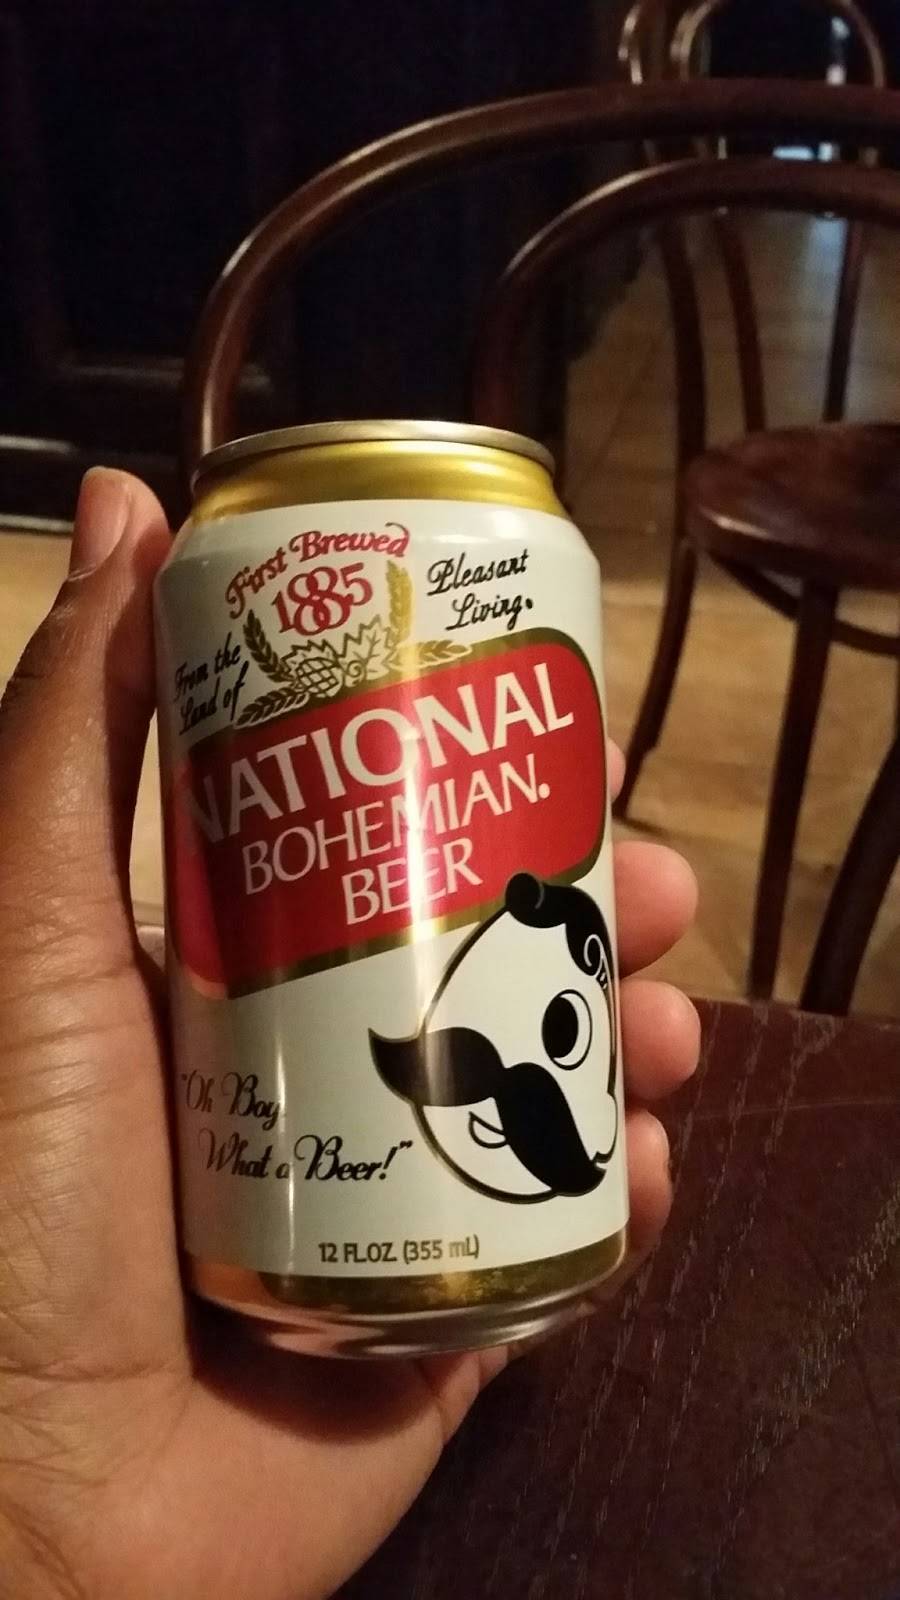 First Brewed
1885
From the
Land of
Pleasant
Living.
NATIONAL
BOHEMIAN.
BEER
"Oh Boy,
What a Beer!"
12 FL.OZ. (355 mL)